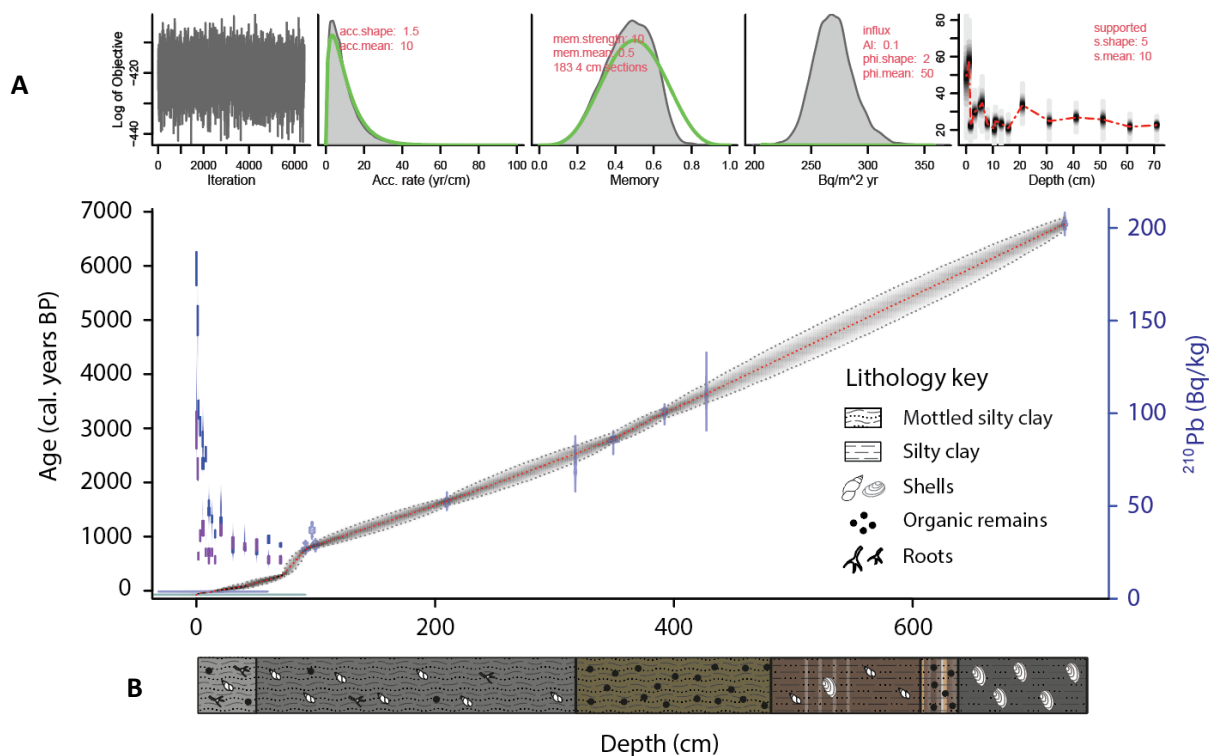 A
Log of Objective
−420
−440
0 2000 4000 6000
Iteration
acc.shape: 1.5
acc.mean: 10
0 20 40 60 80 100
Acc. rate (yr/cm)
mem.strength: 10
mem.mean: 0.5
183 4 cm sections
0.0 0.2 0.4 0.6 0.8 1.0
Memory
influx
Al: 0.1
phi.shape: 2
phi.mean: 50
200 250 300 350
Bq/m^2 yr
supported
s.shape: 5
s.mean: 10
80
60
40
20
0 10 20 30 40 50 60 70
Depth (cm)
Age (cal. years BP)
7000
6000
5000
4000
3000
2000
1000
0
200
150
100
50
0
²¹⁰Pb (Bq/kg)
Lithology key
Mottled silty clay
Silty clay
Shells
Organic remains
Roots
0 200 400 600
B
Depth (cm)